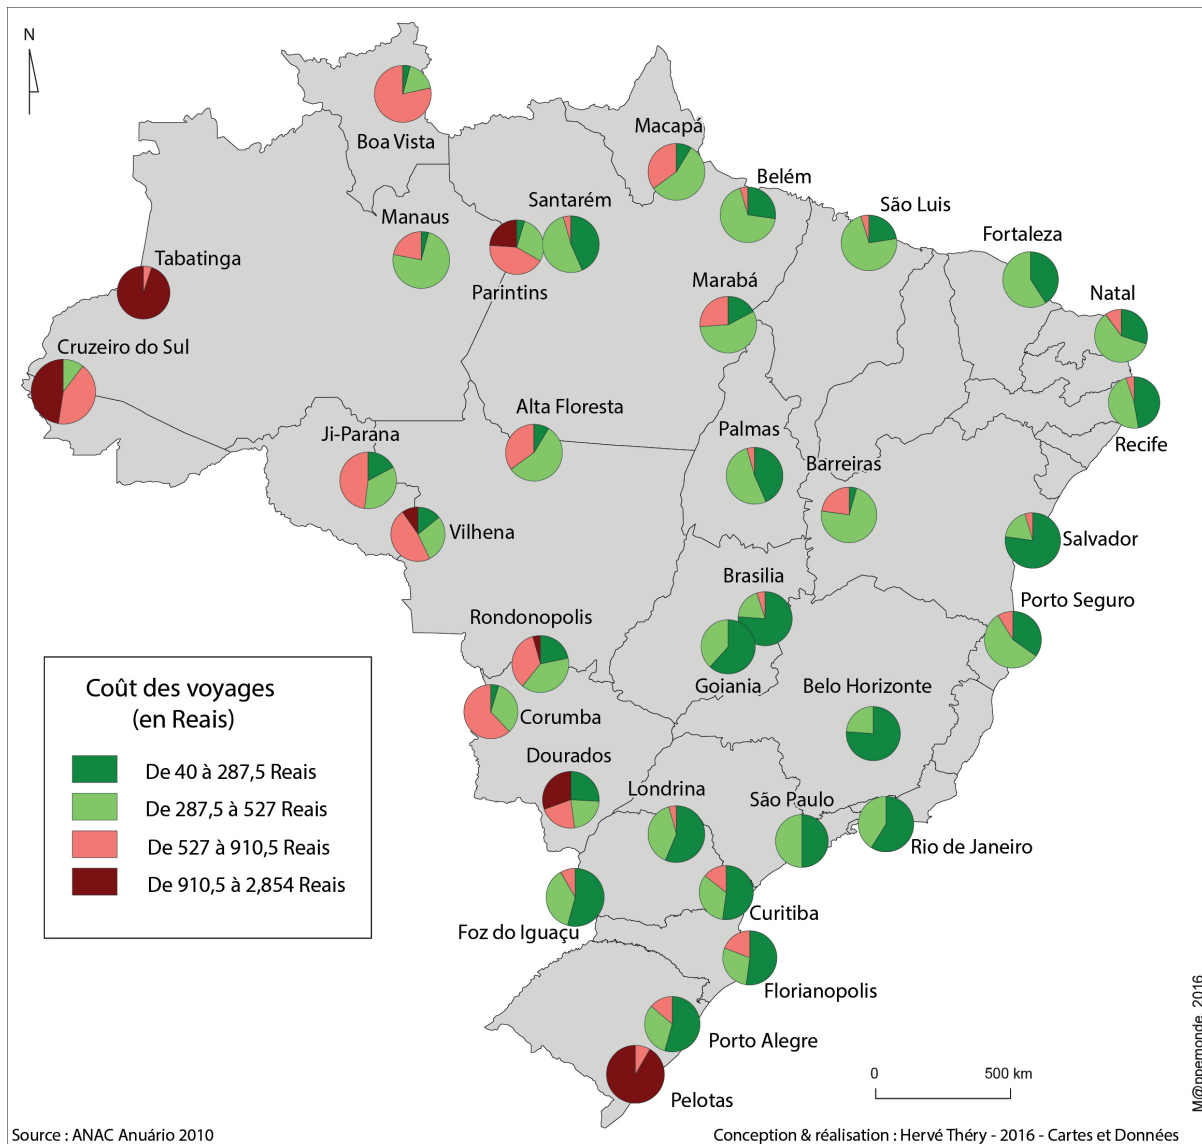 N
Boa Vista
Macapá
Belém
Santarém
São Luis
Manaus
Fortaleza
Tabatinga
Marabá
Parintins
Natal
Cruzeiro do Sul
Alta Floresta
Ji-Parana
Palmas
Recife
Barreiras
Vilhena
Salvador
Brasilia
Porto Seguro
Rondonopolis
Goiania
Belo Horizonte
Corumba
Dourados
Londrina
São Paulo
Rio de Janeiro
Curitiba
Foz do Iguaçu
Florianopolis
Porto Alegre
Pelotas
Coût des voyages
(en Reais)
De 40 à 287,5 Reais
De 287,5 à 527 Reais
De 527 à 910,5 Reais
De 910,5 à 2,854 Reais
0 500 km
M@ppemonde 2016
Source : ANAC Anuário 2010
Conception & réalisation : Hervé Théry - 2016 - Cartes et Données